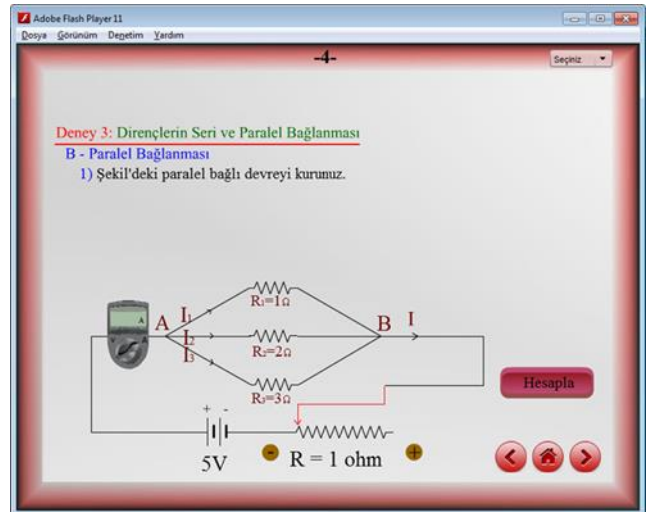 Adobe Flash Player 11
Dosya Görünüm Denetim Yardım
-4-
Seçiniz
Deney 3: Dirençlerin Seri ve Paralel Bağlanması
B - Paralel Bağlanması
1) Şekil'deki paralel bağlı devreyi kurunuz.
R1=1Ω
A
A
A
I1
I2
I3
B
I
R2=2Ω
R3=3Ω
Hesapla
+ -
5V
- R = 1 ohm +